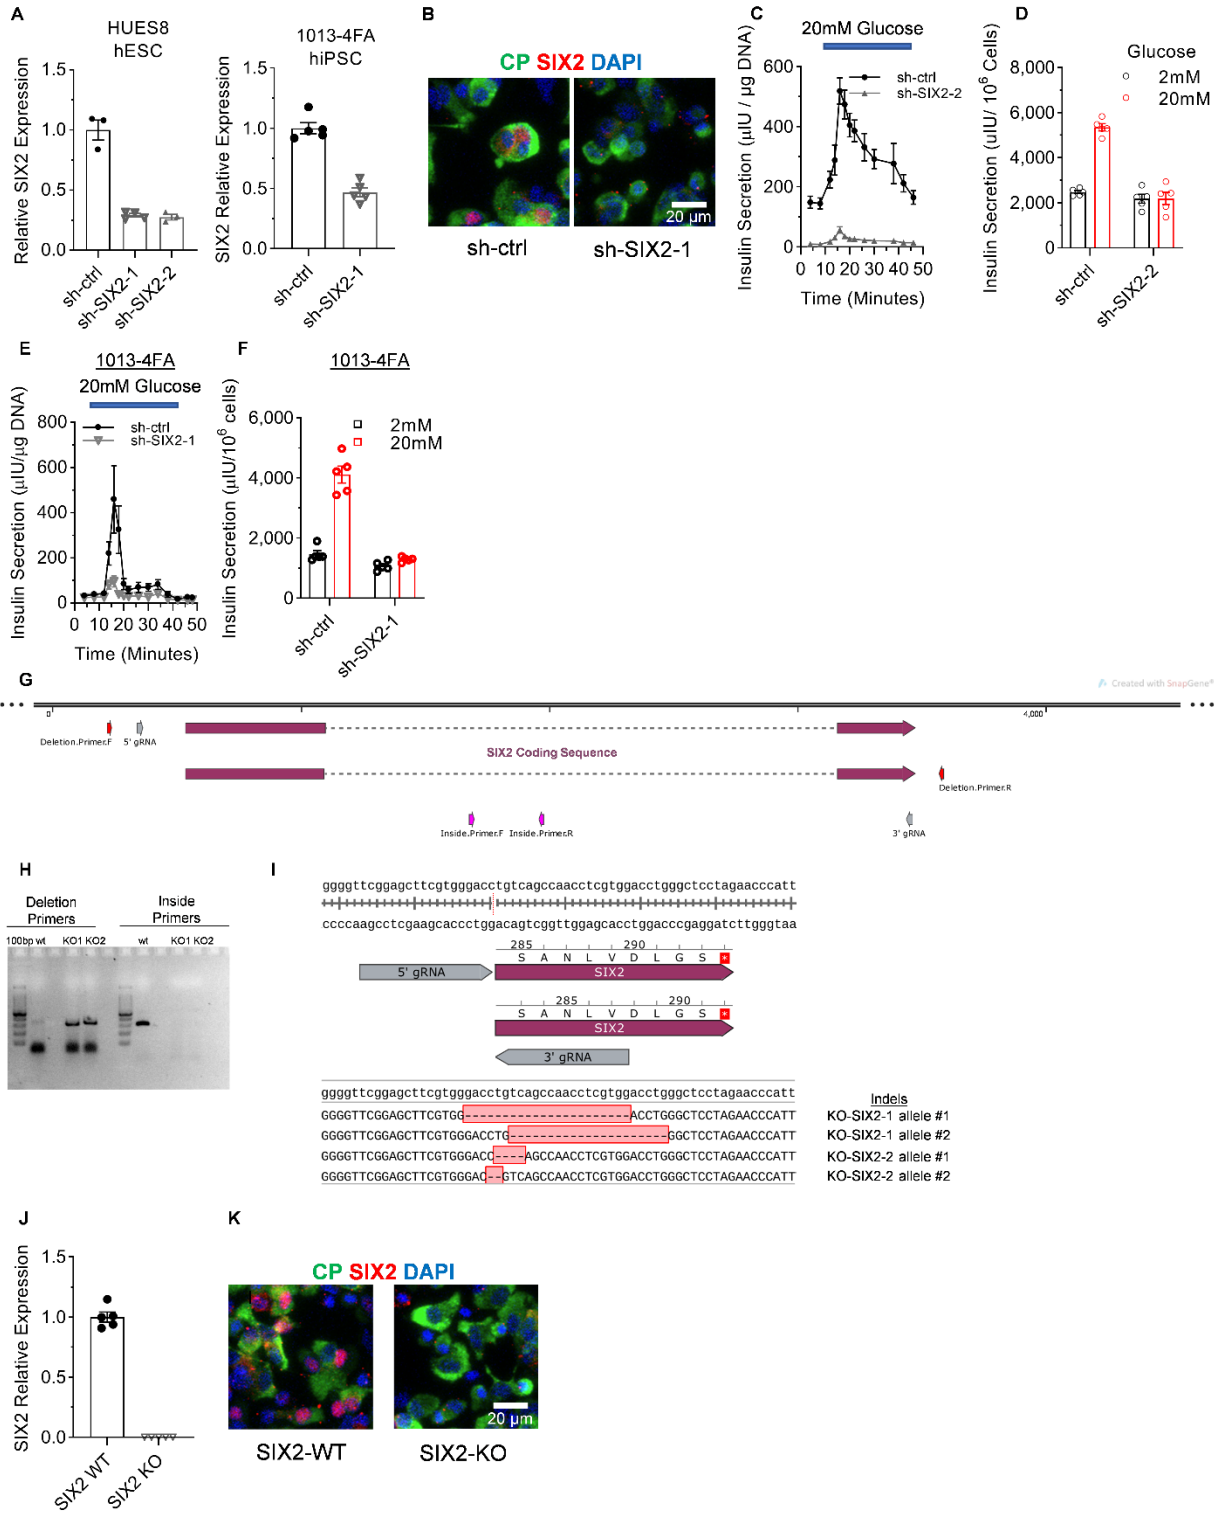 A
HUES8
hESC
Relative SIX2 Expression
1.5
1.0
0.5
0.0
sh-ctrl
sh-SIX2-1
sh-SIX2-2
1013-4FA
hiPSC
SIX2 Relative Expression
1.5
1.0
0.5
0.0
sh-ctrl
sh-SIX2-1
B
CP SIX2 DAPI
20 µm
sh-ctrl
sh-SIX2-1
C
20mM Glucose
Insulin Secretion (µIU / µg DNA)
600
400
200
0
sh-ctrl
sh-SIX2-2
0 10 20 30 40 50
Time (Minutes)
D
Glucose
2mM
20mM
Insulin Secretion (uIU/ 10⁶ Cells)
8,000
6,000
4,000
2,000
0
sh-ctrl
sh-SIX2-2
E
1013-4FA
20mM Glucose
Insulin Secretion (µIU/µg DNA)
800
600
400
200
0
sh-ctrl
sh-SIX2-1
0 10 20 30 40 50
Time (Minutes)
F
1013-4FA
Insulin Secretion (µIU/10⁶ cells)
6,000
4,000
2,000
0
2mM
20mM
sh-ctrl
sh-SIX2-1
G
Created with SnapGene®
0
4,000
Deletion.Primer.F
5' gRNA
SIX2 Coding Sequence
Deletion.Primer.R
Inside.Primer.F
Inside.Primer.R
3' gRNA
H
Deletion
Primers
Inside
Primers
100bp wt KO1 KO2 wt KO1 KO2
I
ggggttcggagcttcgtgggacctgtcagccaacctcgtggacctgggctcctagaacccatt
ccccaagcctcgaagcaccctggacagtcggttggagcacctggacccgaggatcttgggtaa
285 290
S A N L V D L G S *
5' gRNA
SIX2
285 290
S A N L V D L G S *
SIX2
3' gRNA
ggggttcggagcttcgtgggacctgtcagccaacctcgtggacctgggctcctagaacccatt
Indels
GGGGTTCGGAGCTTCGTGG----------------------ACCTGGGCTCCTAGAACCCATT KO-SIX2-1 allele #1
GGGGTTCGGAGCTTCGTGGGACCTG---------------------GGCTCCTAGAACCCATT KO-SIX2-1 allele #2
GGGGTTCGGAGCTTCGTGGGACC----AGCCAACCTCGTGGACCTGGGCTCCTAGAACCCATT KO-SIX2-2 allele #1
GGGGTTCGGAGCTTCGTGGGAC--GTCAGCCAACCTCGTGGACCTGGGCTCCTAGAACCCATT KO-SIX2-2 allele #2
J
SIX2 Relative Expression
1.5
1.0
0.5
0.0
SIX2 WT
SIX2 KO
K
CP SIX2 DAPI
20 µm
SIX2-WT
SIX2-KO